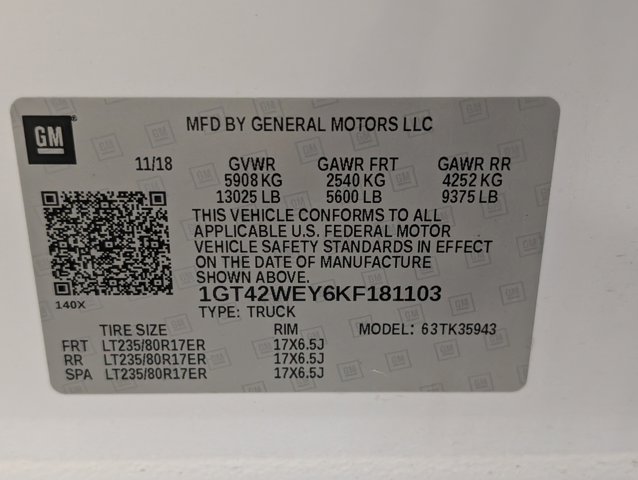 GM
MFD BY GENERAL MOTORS LLC
11/18 GVWR GAWR FRT GAWR RR
5908 KG 2540 KG 4252 KG
13025 LB 5600 LB 9375 LB
THIS VEHICLE CONFORMS TO ALL
APPLICABLE U.S. FEDERAL MOTOR
VEHICLE SAFETY STANDARDS IN EFFECT
ON THE DATE OF MANUFACTURE
SHOWN ABOVE.
140X
1GT42WEY6KF181103
TYPE: TRUCK
TIRE SIZE RIM MODEL: 63TK35943
FRT LT235/80R17ER 17X6.5J
RR LT235/80R17ER 17X6.5J
SPA LT235/80R17ER 17X6.5J